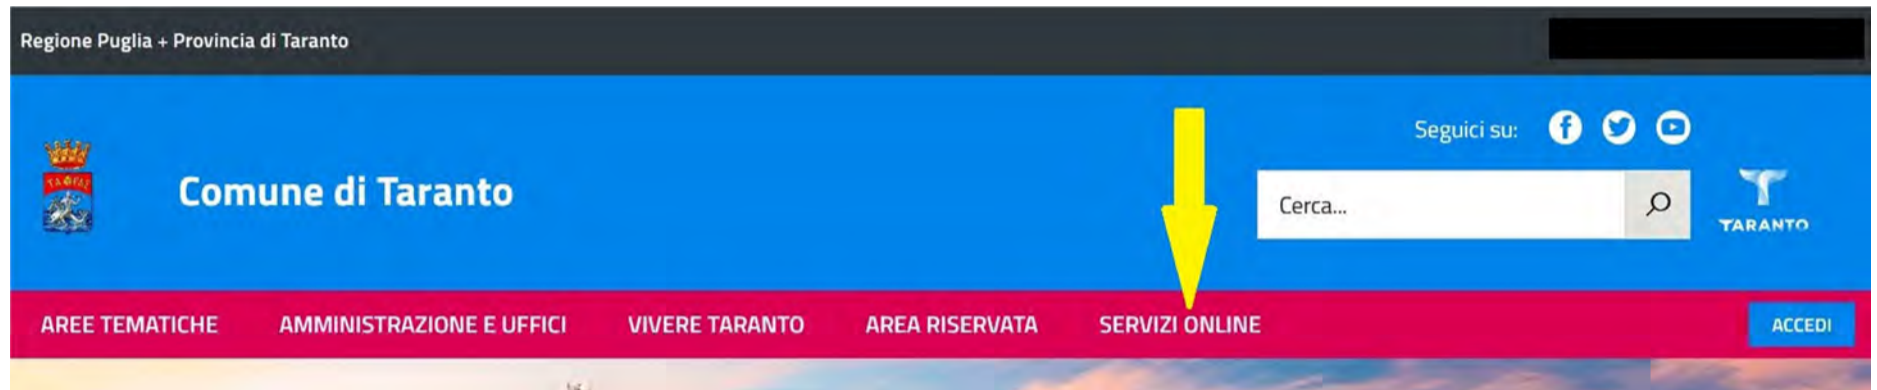 Regione Puglia + Provincia di Taranto
Seguici su:
Comune di Taranto
Cerca...
TARANTO
AREE TEMATICHE AMMINISTRAZIONE E UFFICI VIVERE TARANTO AREA RISERVATA SERVIZI ONLINE ACCEDI